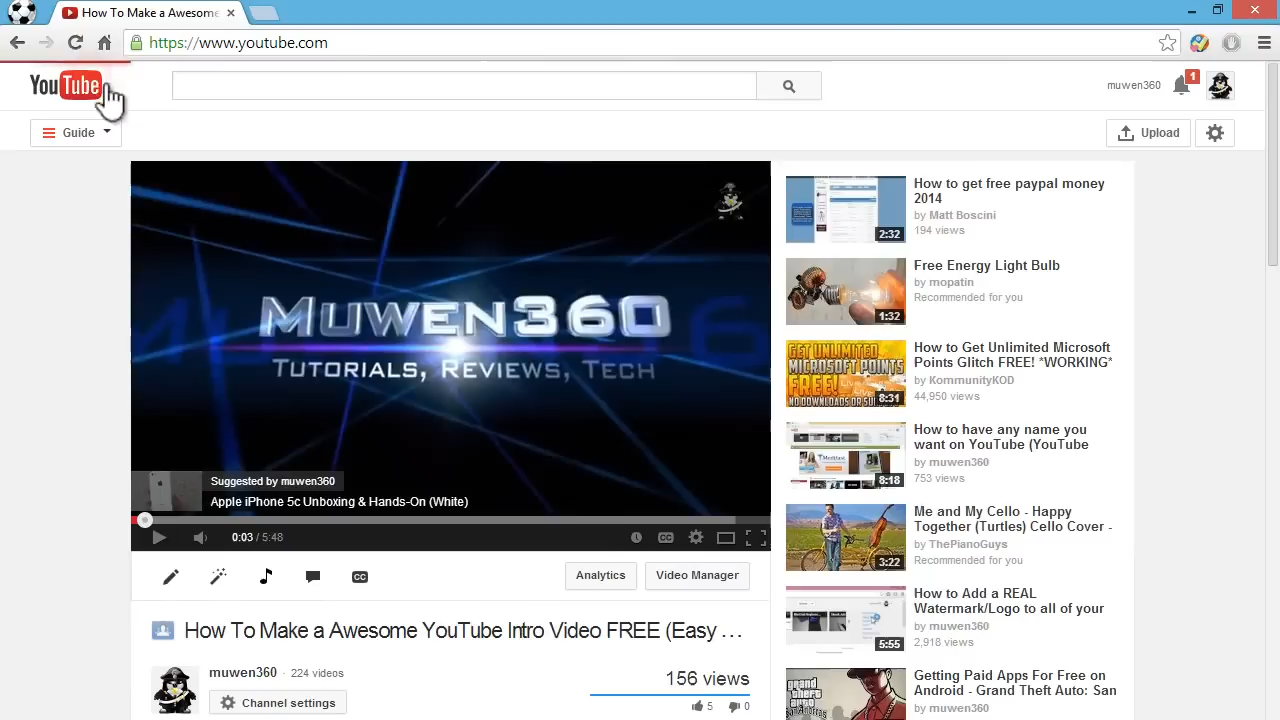 How To Make a Awesome
https://www.youtube.com
YouTube
muwen360
1
Guide
Upload
MUWEN360
TUTORIALS, REVIEWS, TECH
Suggested by muwen360
Apple iPhone 5c Unboxing & Hands-On (White)
0:03 / 5:48
CC
CC
Analytics
Video Manager
How To Make a Awesome YouTube Intro Video FREE (Easy ...
muwen360 · 224 videos
Channel settings
156 views
5
0
2:32
How to get free paypal money
2014
by Matt Boscini
194 views
1:32
Free Energy Light Bulb
by mopatin
Recommended for you
GET UNLIMITED
MICROSOFT POINTS
FREE!
8:31
How to Get Unlimited Microsoft
Points Glitch FREE! *WORKING*
by KommunityKOD
44,950 views
8:18
How to have any name you
want on YouTube (YouTube
by muwen360
753 views
3:22
Me and My Cello - Happy
Together (Turtles) Cello Cover -
by ThePianoGuys
Recommended for you
5:55
How to Add a REAL
Watermark/Logo to all of your
by muwen360
2,918 views
Getting Paid Apps For Free on
Android - Grand Theft Auto: San
by muwen360